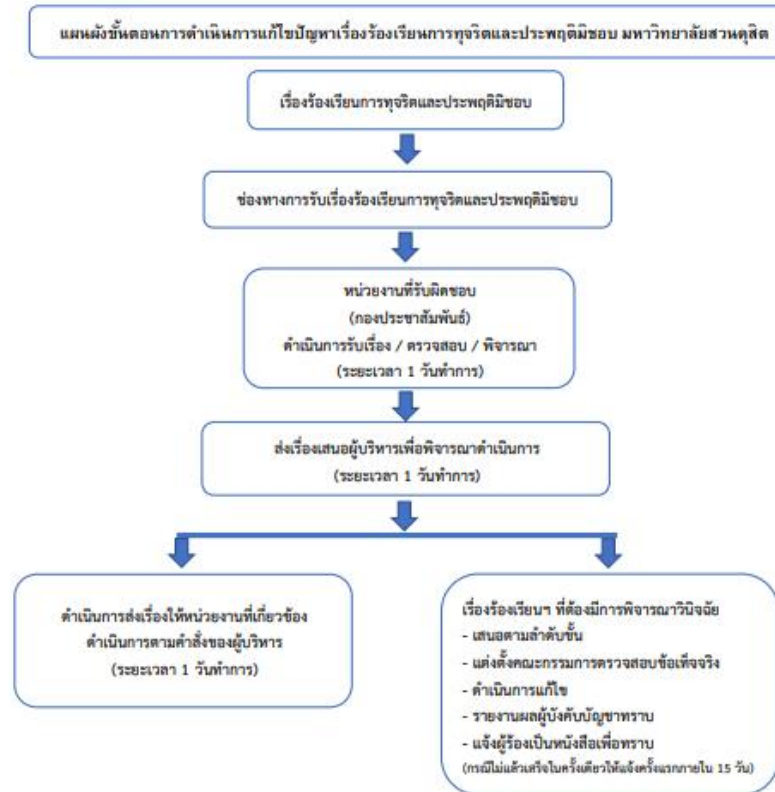 แผนผังขั้นตอนการดำเนินการแก้ไขปัญหาเรื่องร้องเรียนการทุจริตและประพฤติมิชอบ มหาวิทยาลัยสวนดุสิต
เรื่องร้องเรียนการทุจริตและประพฤติมิชอบ
ช่องทางการรับเรื่องร้องเรียนการทุจริตและประพฤติมิชอบ
หน่วยงานที่รับผิดชอบ
(กองประชาสัมพันธ์)
ดำเนินการรับเรื่อง / ตรวจสอบ / พิจารณา
(ระยะเวลา 1 วันทำการ)
ส่งเรื่องเสนอผู้บริหารเพื่อพิจารณาดำเนินการ
(ระยะเวลา 1 วันทำการ)
ดำเนินการส่งเรื่องให้หน่วยงานที่เกี่ยวข้อง
ดำเนินการตามคำสั่งของผู้บริหาร
(ระยะเวลา 1 วันทำการ)
เรื่องร้องเรียนฯ ที่ต้องมีการพิจารณาวินิจฉัย
- เสนอตามลำดับชั้น
- แต่งตั้งคณะกรรมการตรวจสอบข้อเท็จจริง
- ดำเนินการแก้ไข
- รายงานผลผู้บังคับบัญชาทราบ
- แจ้งผู้ร้องเป็นหนังสือเพื่อทราบ
(กรณีไม่แล้วเสร็จในครั้งเดียวให้แจ้งครั้งแรกภายใน 15 วัน)